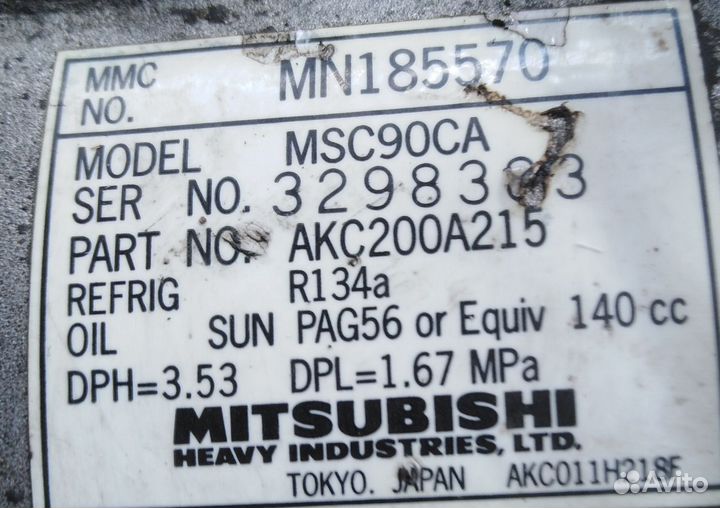 MMC NO. MN185570
MODEL MSC90CA
SER NO.
PART NO. AKC200A215
REFRIG R134a
OIL SUN PAG56 or Equiv 140 cc
DPH=3.53 DPL=1.67 MPa
MITSUBISHI
HEAVY INDUSTRIES, LTD.
TOKYO. JAPAN
Avito